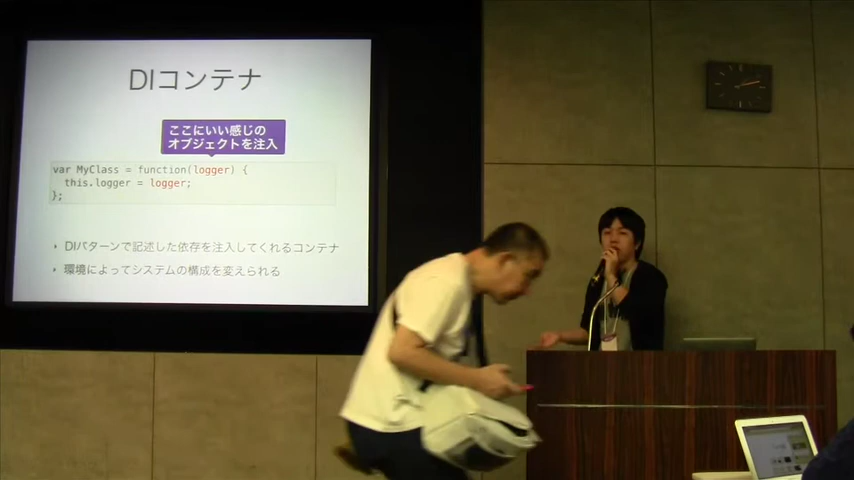 DIコンテナ
ここにいい感じの
オブジェクトを注入
var MyClass = function(logger) {
this.logger = logger;
};
DIパターンで記述した依存を注入してくれるコンテナ
環境によってシステムの構成を変えられる